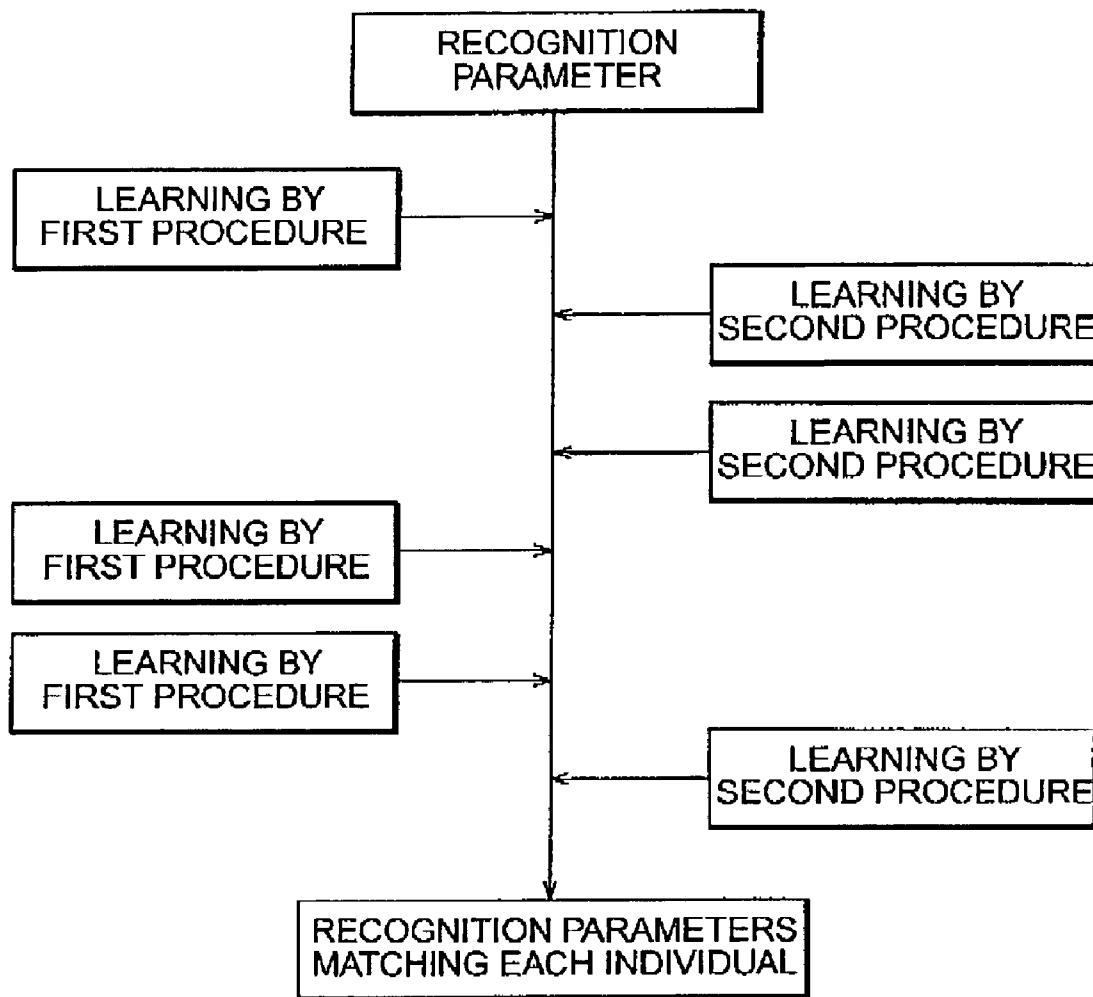 RECOGNITION
PARAMETER
LEARNING BY
FIRST PROCEDURE
LEARNING BY
SECOND PROCEDURE
LEARNING BY
SECOND PROCEDURE
LEARNING BY
FIRST PROCEDURE
LEARNING BY
FIRST PROCEDURE
LEARNING BY
SECOND PROCEDURE
RECOGNITION PARAMETERS
MATCHING EACH INDIVIDUAL